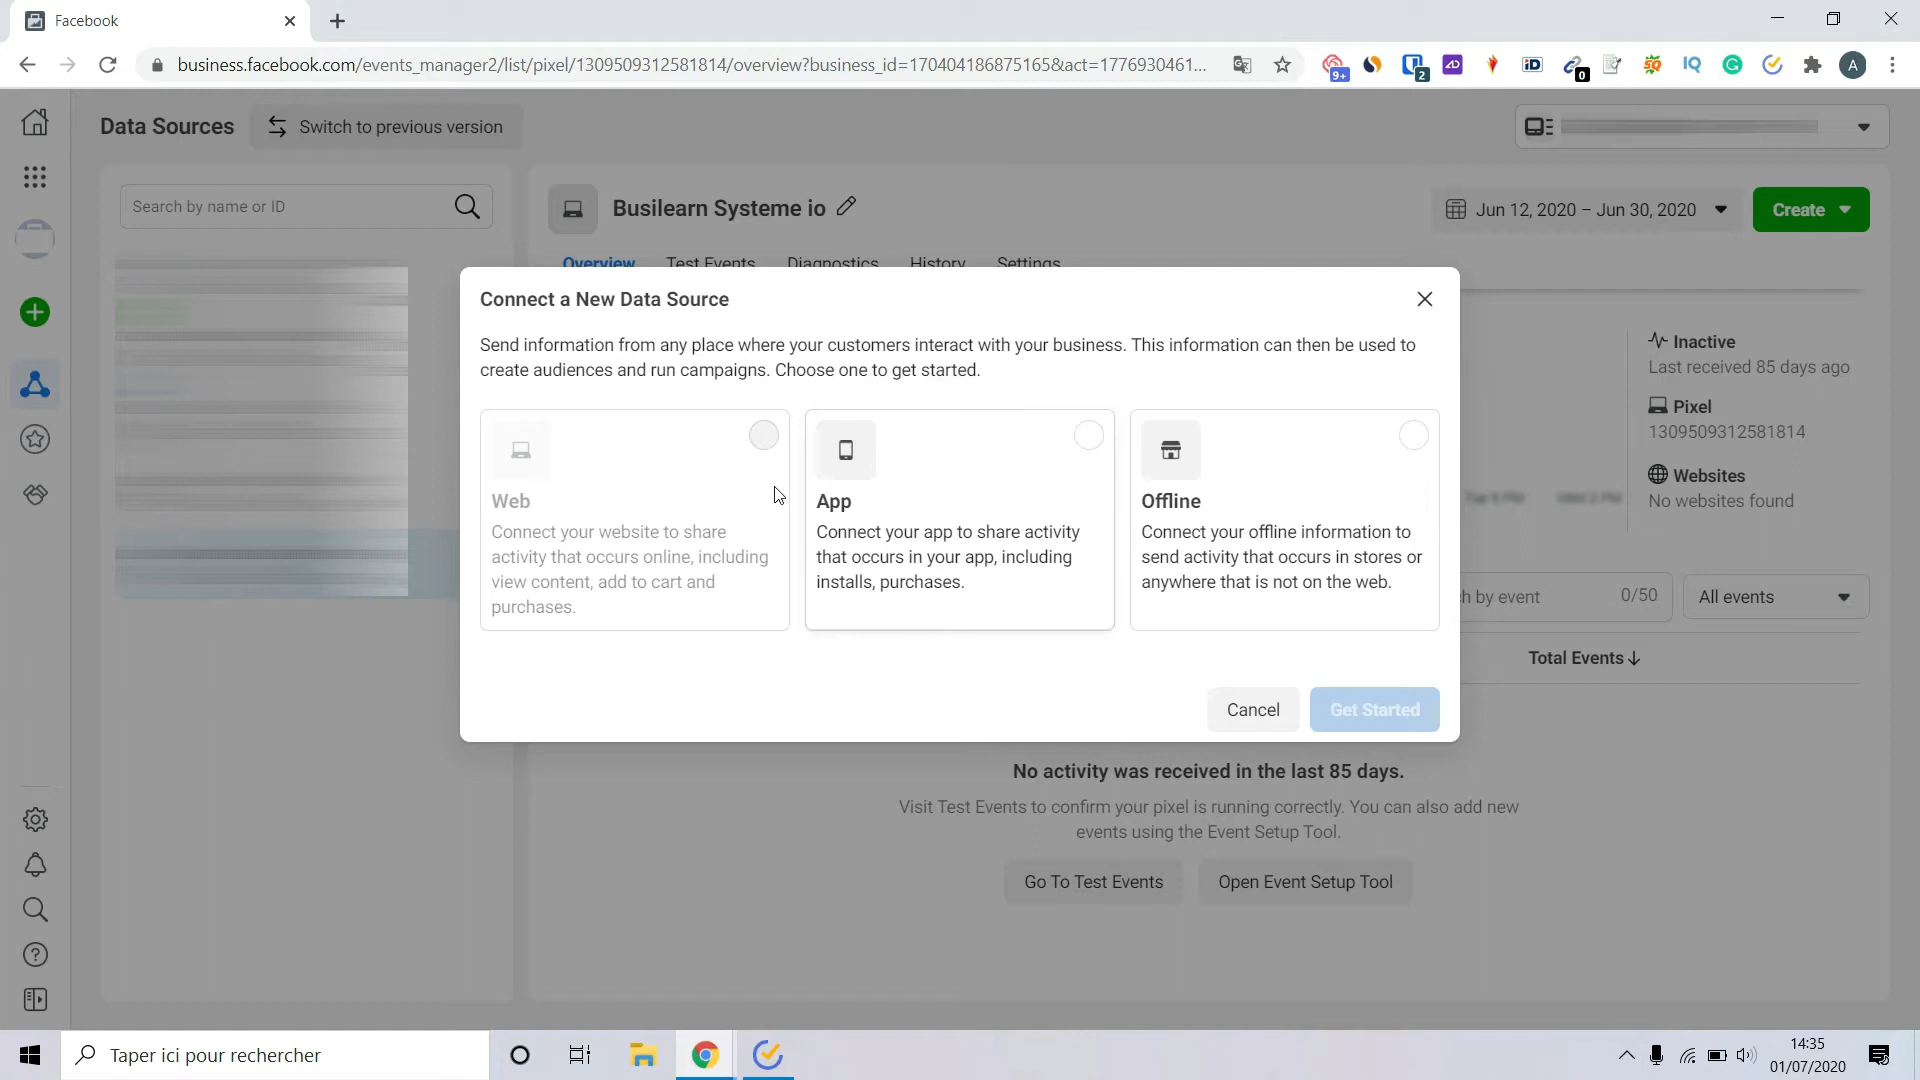 Facebook
business.facebook.com/events_manager2/list/pixel/1309509312581814/overview?business_id=170404186875165&act=1776930461...
9+
2
0
A
Data Sources
Switch to previous version
Search by name or ID
Busilearn Systeme io
Jun 12, 2020 – Jun 30, 2020
Create
Overview
Test Events
Diagnostics
History
Settings
Connect a New Data Source
Send information from any place where your customers interact with your business. This information can then be used to
create audiences and run campaigns. Choose one to get started.
Web
Connect your website to share
activity that occurs online, including
view content, add to cart and
purchases.
App
Connect your app to share activity
that occurs in your app, including
installs, purchases.
Offline
Connect your offline information to
send activity that occurs in stores or
anywhere that is not on the web.
Cancel
Get Started
Inactive
Last received 85 days ago
Pixel
1309509312581814
Websites
No websites found
by event
0/50
All events
Total Events
No activity was received in the last 85 days.
Visit Test Events to confirm your pixel is running correctly. You can also add new
events using the Event Setup Tool.
Go To Test Events
Open Event Setup Tool
Taper ici pour rechercher
14:35
01/07/2020